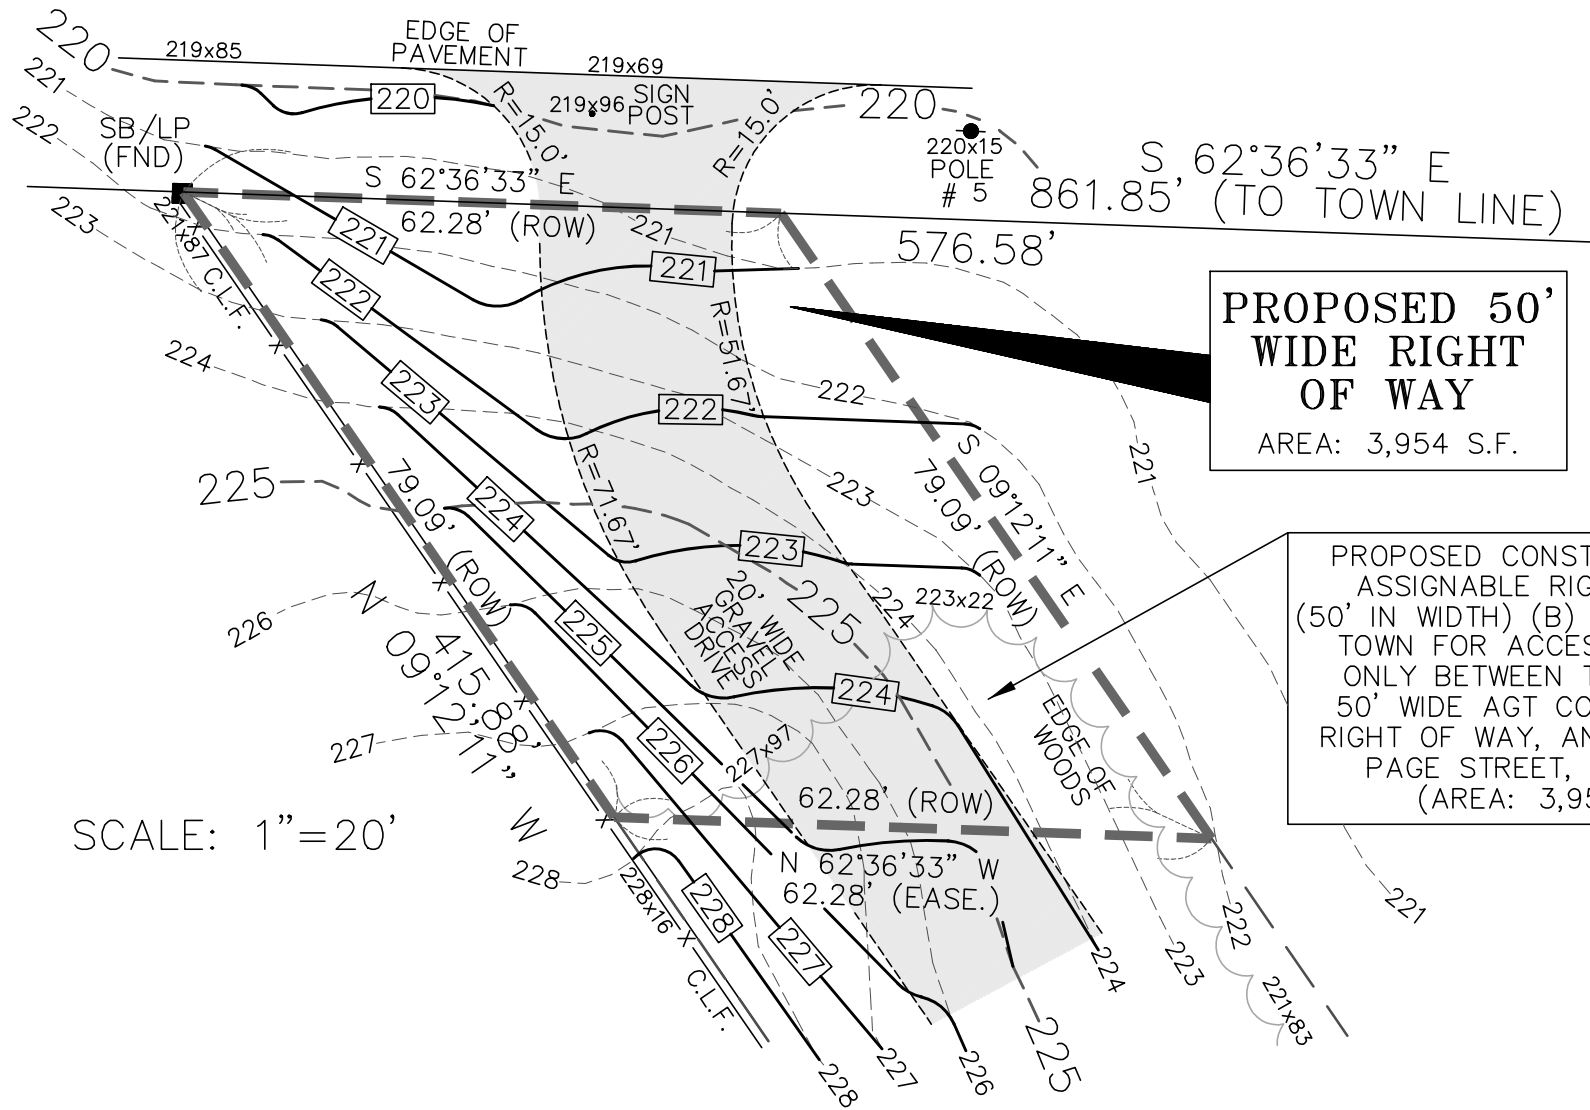 220
219x85
EDGE OF
PAVEMENT
219x69
221
220
R=15.0'
219x96
SIGN
POST
R=15.0'
220
222
SB/LP
(FND)
220x15
POLE
# 5
S 62°36'33" E
861.85' (TO TOWN LINE)
S 62°36'33" E
62.28' (ROW)
221
576.58'
223
221x87
C.L.F.
221
221
222
PROPOSED 50'
WIDE RIGHT
OF WAY
AREA: 3,954 S.F.
R=51.67'
224
223
222
222
221
225
79.09'
(ROW)
224
R=71.67'
223
S 09°12'11" E
79.09' (ROW)
223
PROPOSED CONST
ASSIGNABLE RIG
(50' IN WIDTH) (B)
TOWN FOR ACCES
ONLY BETWEEN T
50' WIDE AGT CO
RIGHT OF WAY, AN
PAGE STREET,
(AREA: 3,95
226
N 09°12'11" W
415.88'
225
20' WIDE
GRAVEL
ACCESS
DRIVE
225
224
223x22
224
EDGE OF
WOODS
227
226
227x97
62.28' (ROW)
SCALE: 1"=20'
N 62°36'33" W
62.28' (EASE.)
228
228x16
228
227
C.L.F.
228
227
226
225
224
223
222
221x83
221